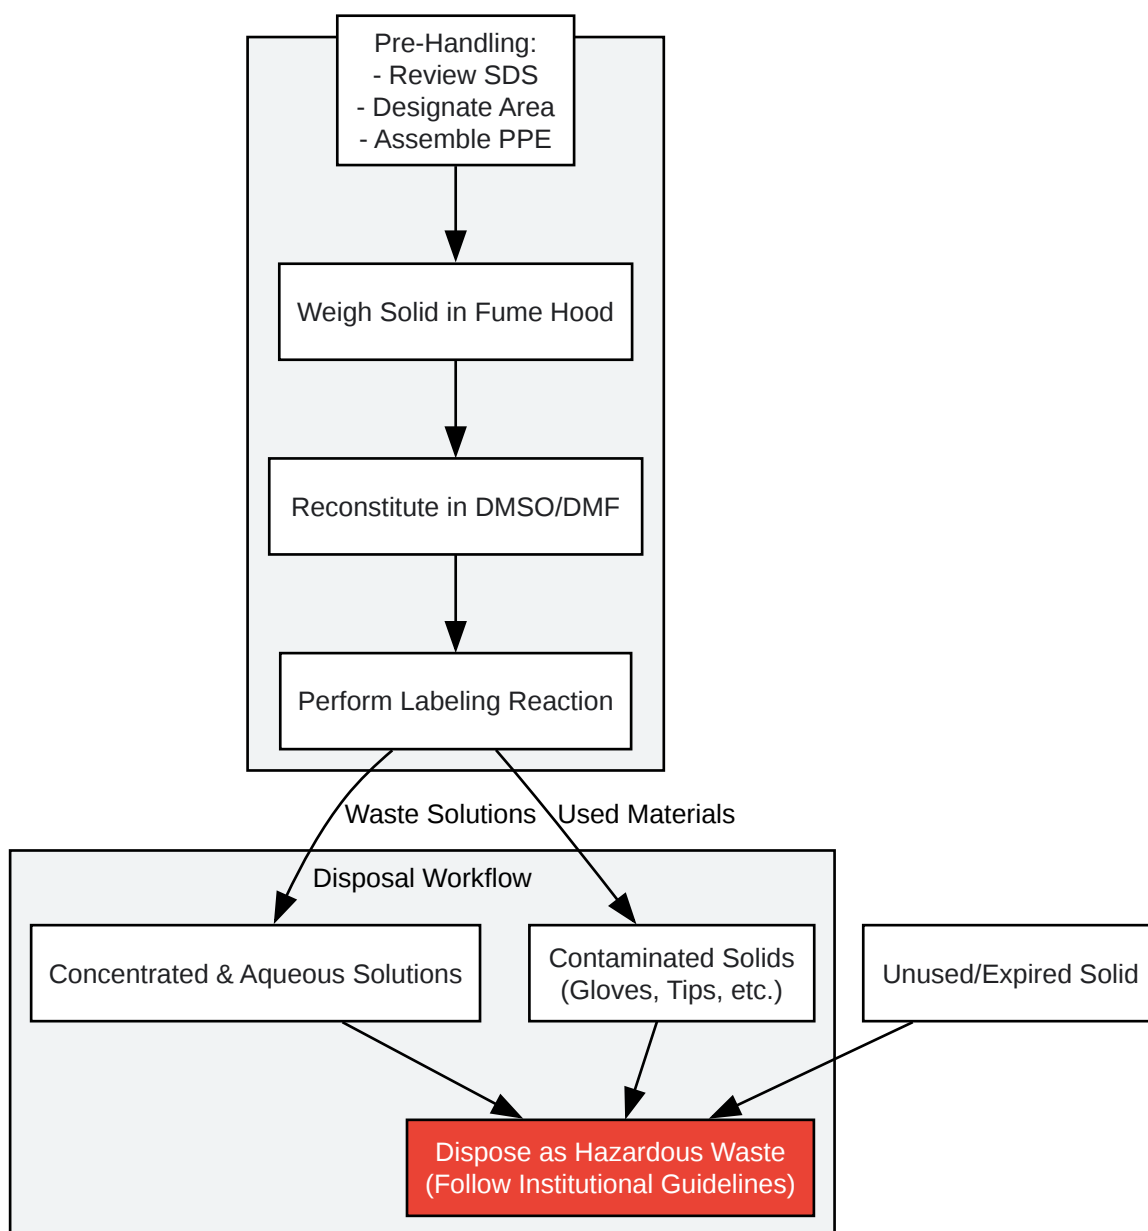 Pre-Handling:
- Review SDS
- Designate Area
- Assemble PPE
Weigh Solid in Fume Hood
Reconstitute in DMSO/DMF
Perform Labeling Reaction
Waste Solutions
Used Materials
Disposal Workflow
Concentrated & Aqueous Solutions
Contaminated Solids
(Gloves, Tips, etc.)
Unused/Expired Solid
Dispose as Hazardous Waste
(Follow Institutional Guidelines)